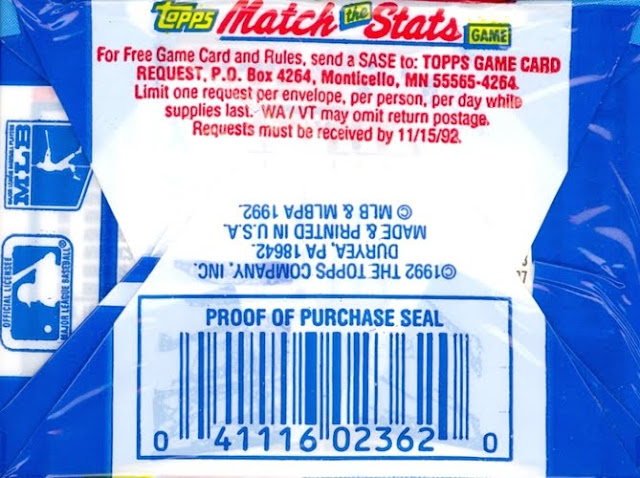 Topps Match the Stats GAME
For Free Game Card and Rules, send a SASE to: TOPPS GAME CARD
REQUEST, P.O. Box 4264, Monticello, MN 55565-4264.
Limit one request per envelope, per person, per day while
supplies last. WA / VT may omit return postage.
Requests must be received by 11/15/92.
MLB
MAJOR LEAGUE BASEBALL PLAYERS
OFFICIAL LICENSEE
MAJOR LEAGUE BASEBALL®
©1992 THE TOPPS COMPANY, INC.
DURYEA, PA 18642.
MADE & PRINTED IN U.S.A.
© MLB & MLBPA 1992.
PROOF OF PURCHASE SEAL
0 41116 02362 0